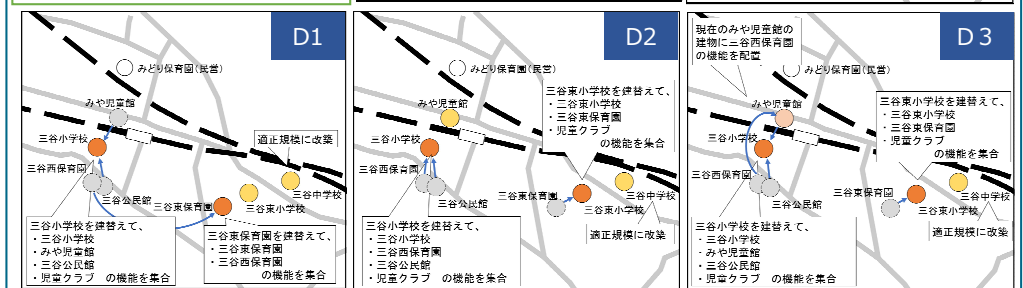 D1
みどり保育園(民営)
みや児童館
三谷小学校
適正規模に改築
三谷西保育園
三谷中学校
三谷公民館
三谷東保育園
三谷東小学校
三谷小学校を建替えて、
・三谷小学校
・みや児童館
・三谷公民館
・児童クラブ の機能を集合
三谷東保育園を建替えて、
・三谷東保育園
・三谷西保育園
の機能を集合
D2
みどり保育園(民営)
三谷東小学校を建替えて、
・三谷東小学校
・三谷東保育園
・児童クラブ
の機能を集合
みや児童館
三谷小学校
三谷西保育園
三谷公民館
三谷東保育園
三谷中学校
三谷東小学校
適正規模に改築
三谷小学校を建替えて、
・三谷小学校
・三谷西保育園
・三谷公民館
・児童クラブ の機能を集合
D3
現在のみや児童館の
建物に三谷西保育園
の機能を配置
みどり保育園(民営)
みや児童館
三谷東小学校を建替えて、
・三谷東小学校
・三谷東保育園
・児童クラブ
の機能を集合
三谷小学校
三谷西保育園
三谷公民館
三谷東保育園
三谷中学校
三谷東小学校
適正規模に改築
三谷小学校を建替えて、
・三谷小学校
・みや児童館
・三谷公民館
・児童クラブ の機能を集合